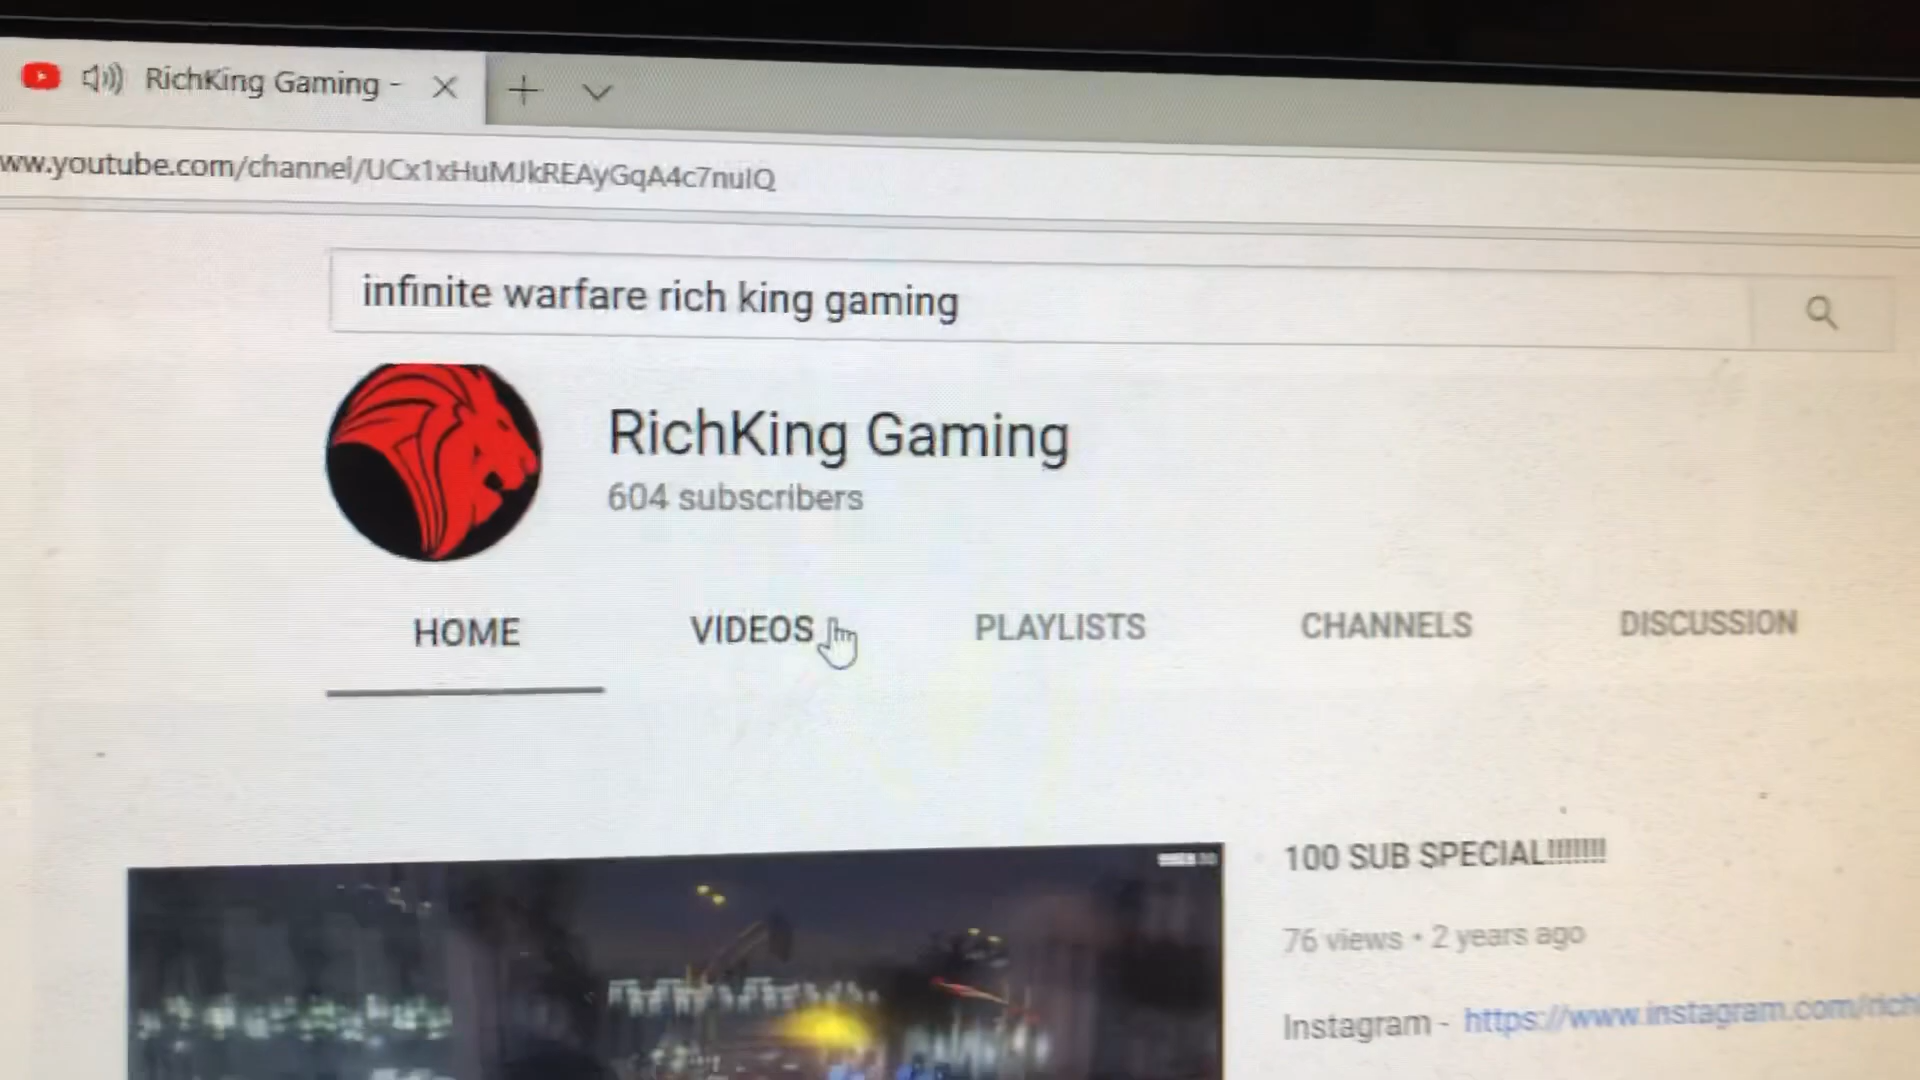 RichKing Gaming -
ww.youtube.com/channel/UCx1xHuMJkREAyGqA4c7nulQ
infinite warfare rich king gaming
RichKing Gaming
604 subscribers
HOME VIDEOS PLAYLISTS CHANNELS DISCUSSION
100 SUB SPECIAL!!!!!!!
76 views • 2 years ago
Instagram - https://www.instagram.com/rich